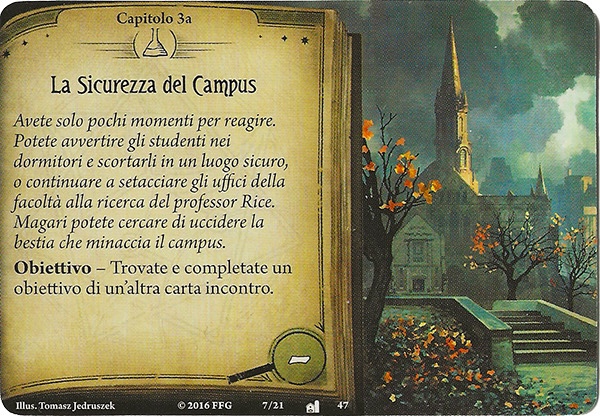 Capitolo 3a
La Sicurezza del Campus
Avete solo pochi momenti per reagire.
Potete avvertire gli studenti nei
dormitori e scortarli in un luogo sicuro,
o continuare a setacciare gli uffici della
facoltà alla ricerca del professor Rice.
Magari potete cercare di uccidere la
bestia che minaccia il campus.
Obiettivo – Trovate e completate un
obiettivo di un'altra carta incontro.
–
Illus. Tomasz Jedruszek © 2016 FFG 7/21 47